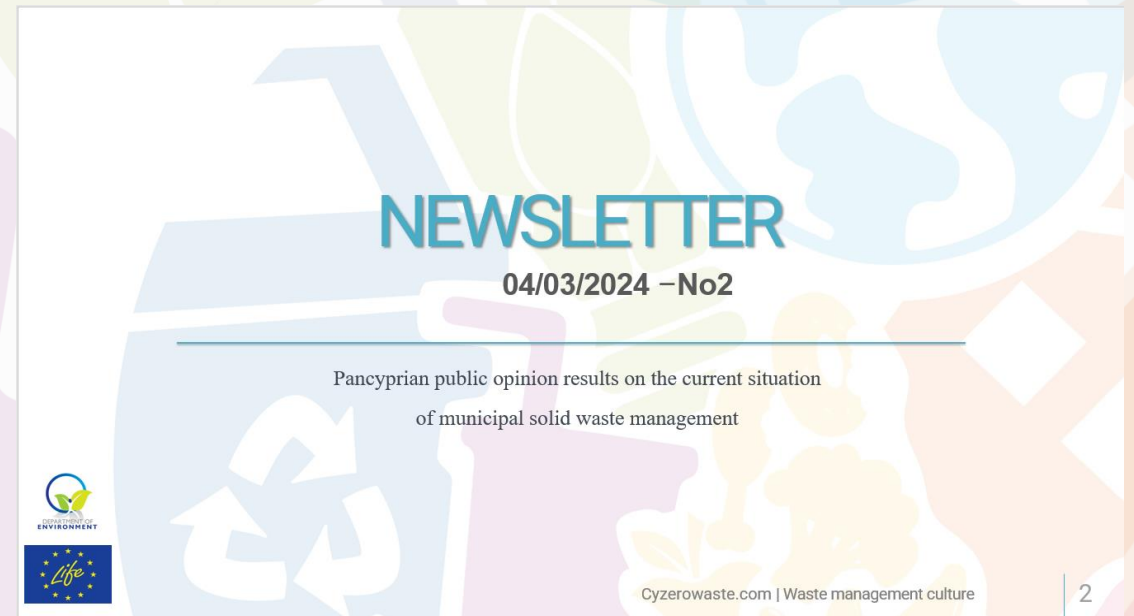 NEWSLETTER
04/03/2024 –No2
Pancyprian public opinion results on the current situation
of municipal solid waste management
DEPARTMENT OF
ENVIRONMENT
Life
Cyzerowaste.com | Waste management culture
2